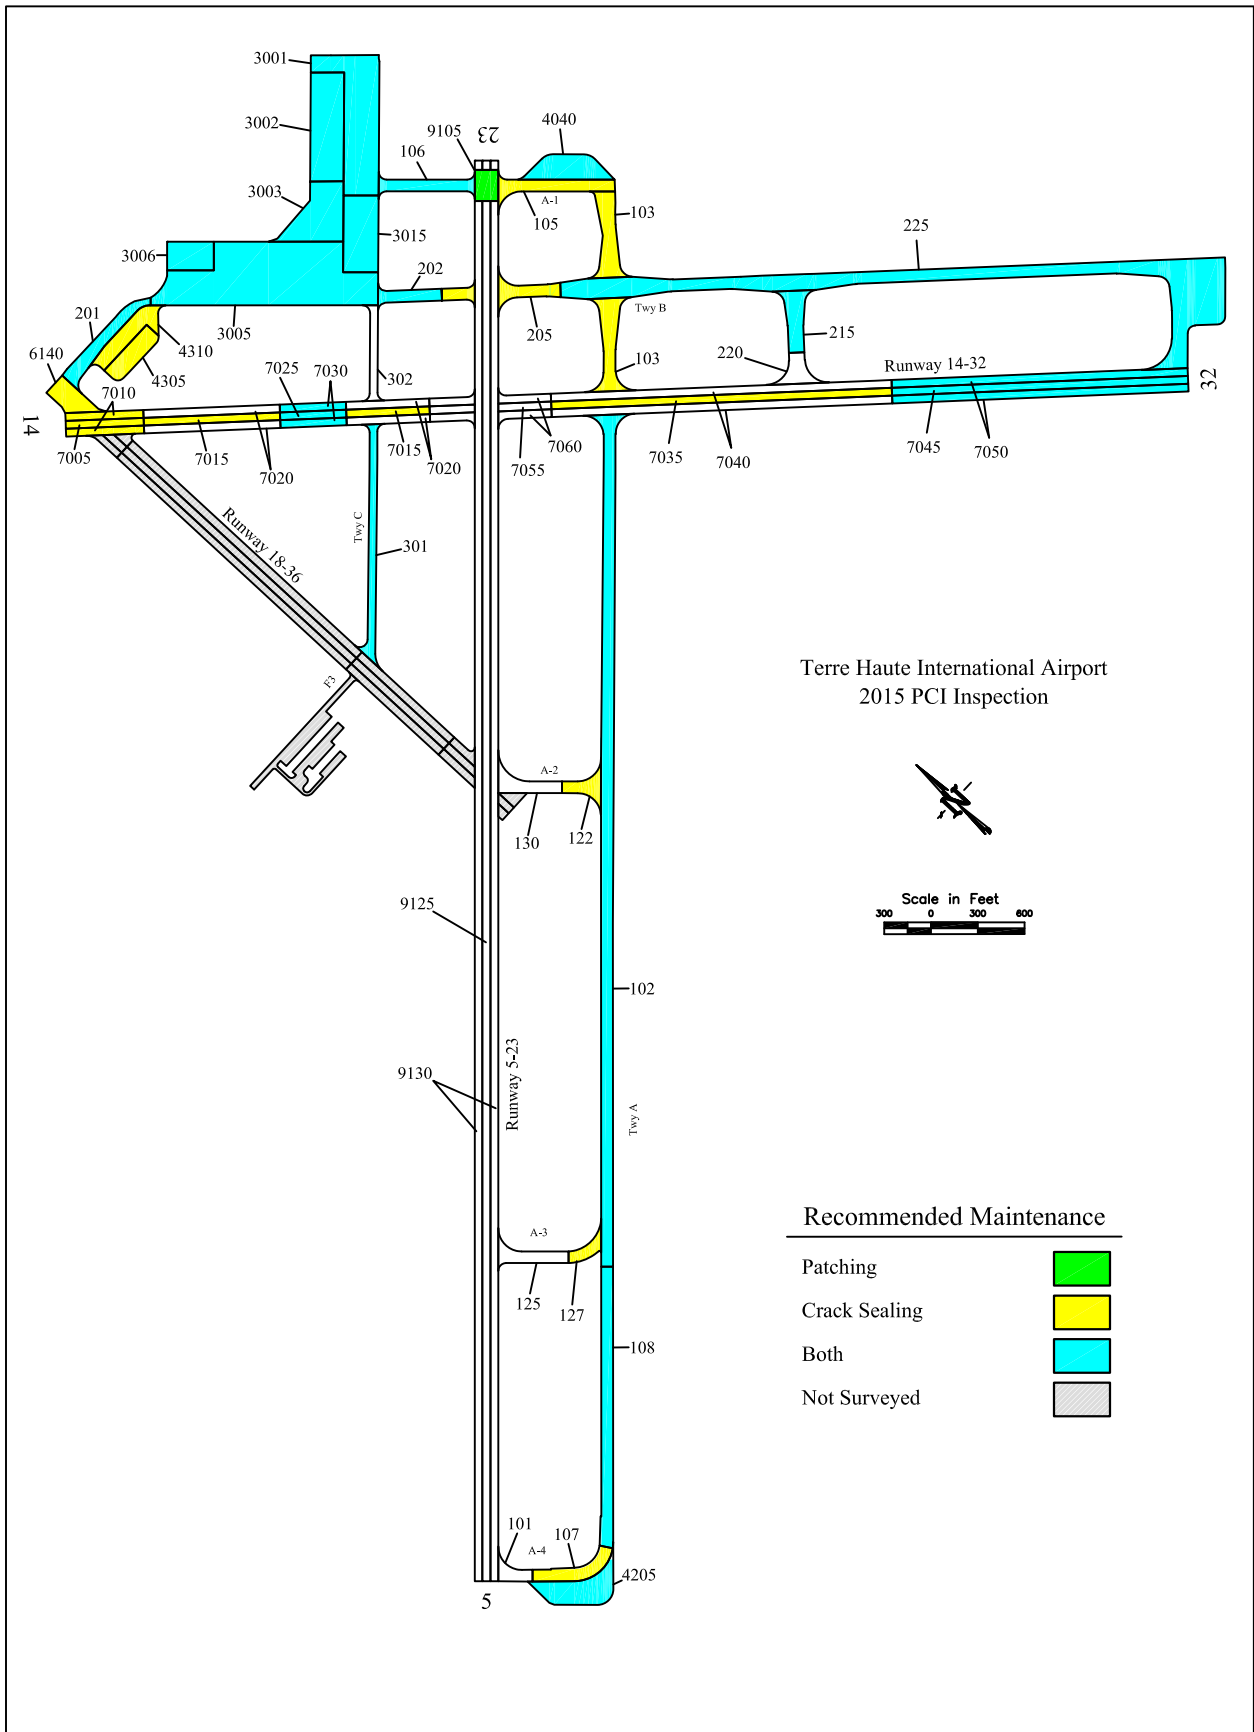 3001
3002
9105
23
4040
106
3003
A-1
105
103
3006
3015
225
202
201
3005
4310
205
Twy B
215
6140
4305
7025
7030
302
220
103
Runway 14-32
32
7010
14
7005
7015
7020
7015
7020
7055
7060
7035
7040
7045
7050
Runway 18-36
Twy C
301
F3
Terre Haute International Airport
2015 PCI Inspection
A-2
130
122
N
9125
Scale in Feet
300 0 300 600
102
9130
Runway 5-23
Twy A
A-3
125
127
Recommended Maintenance
Patching
Crack Sealing
Both
Not Surveyed
108
101
107
A-4
4205
5